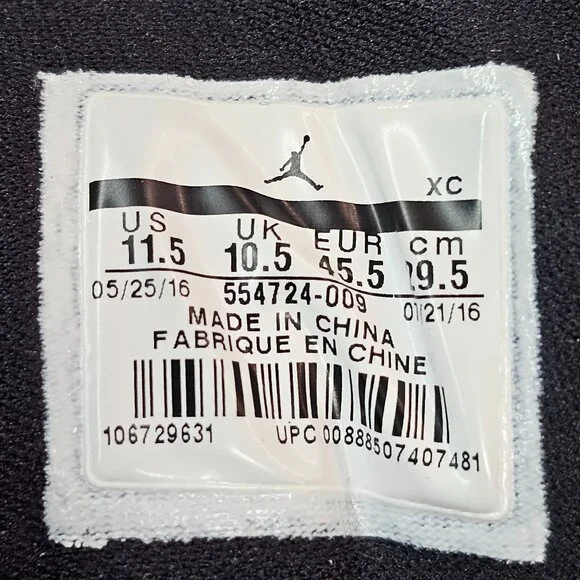 XC
US UK EUR cm
11.5 10.5 45.5 29.5
05/25/16 554724-009 01/21/16
MADE IN CHINA
FABRIQUE EN CHINE
106729631 UPC 00888507407481